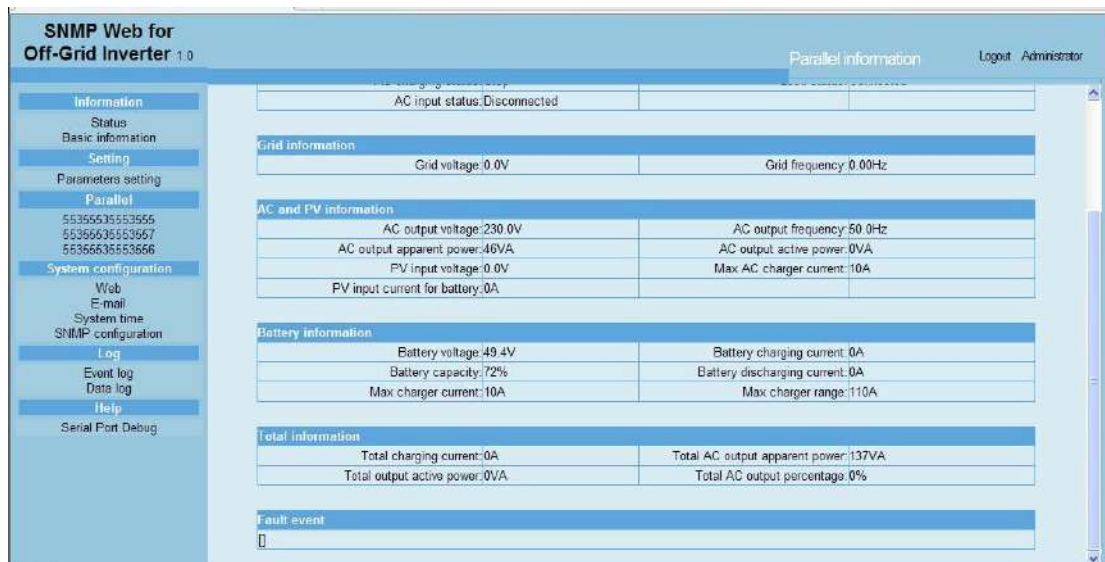 SNMP Web for
Off-Grid Inverter 1.0
Parallel information
Logout Administrator
Information
Status
Basic information
Setting
Parameters setting
Parallel
55355535553555
55355535553557
55355535553556
System configuration
Web
E-mail
System time
SNMP configuration
Log
Event log
Data log
Help
Serial Port Debug
AC input status: Disconnected
Grid information
Grid voltage: 0.0V Grid frequency: 0.00Hz
AC and PV information
AC output voltage: 230.0V AC output frequency: 50.0Hz
AC output apparent power: 46VA AC output active power: 0VA
PV input voltage: 0.0V Max AC charger current: 10A
PV input current for battery: 0A
Battery information
Battery voltage: 49.4V Battery charging current: 0A
Battery capacity: 72% Battery discharging current: 0A
Max charger current: 10A Max charger range: 110A
Total information
Total charging current: 0A Total AC output apparent power: 137VA
Total output active power: 0VA Total AC output percentage: 0%
Fault event
[]